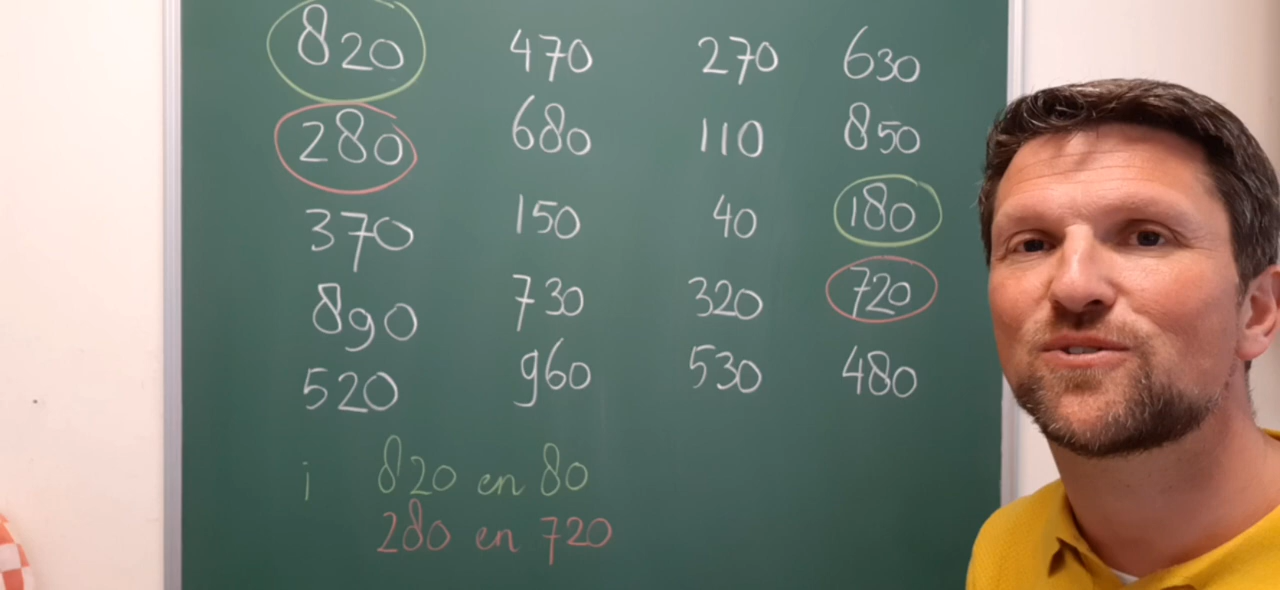 820 470 270 630
280 680 110 850
370 150 40 180
890 730 320 720
520 960 530 480
i 820 en 80
280 en 720